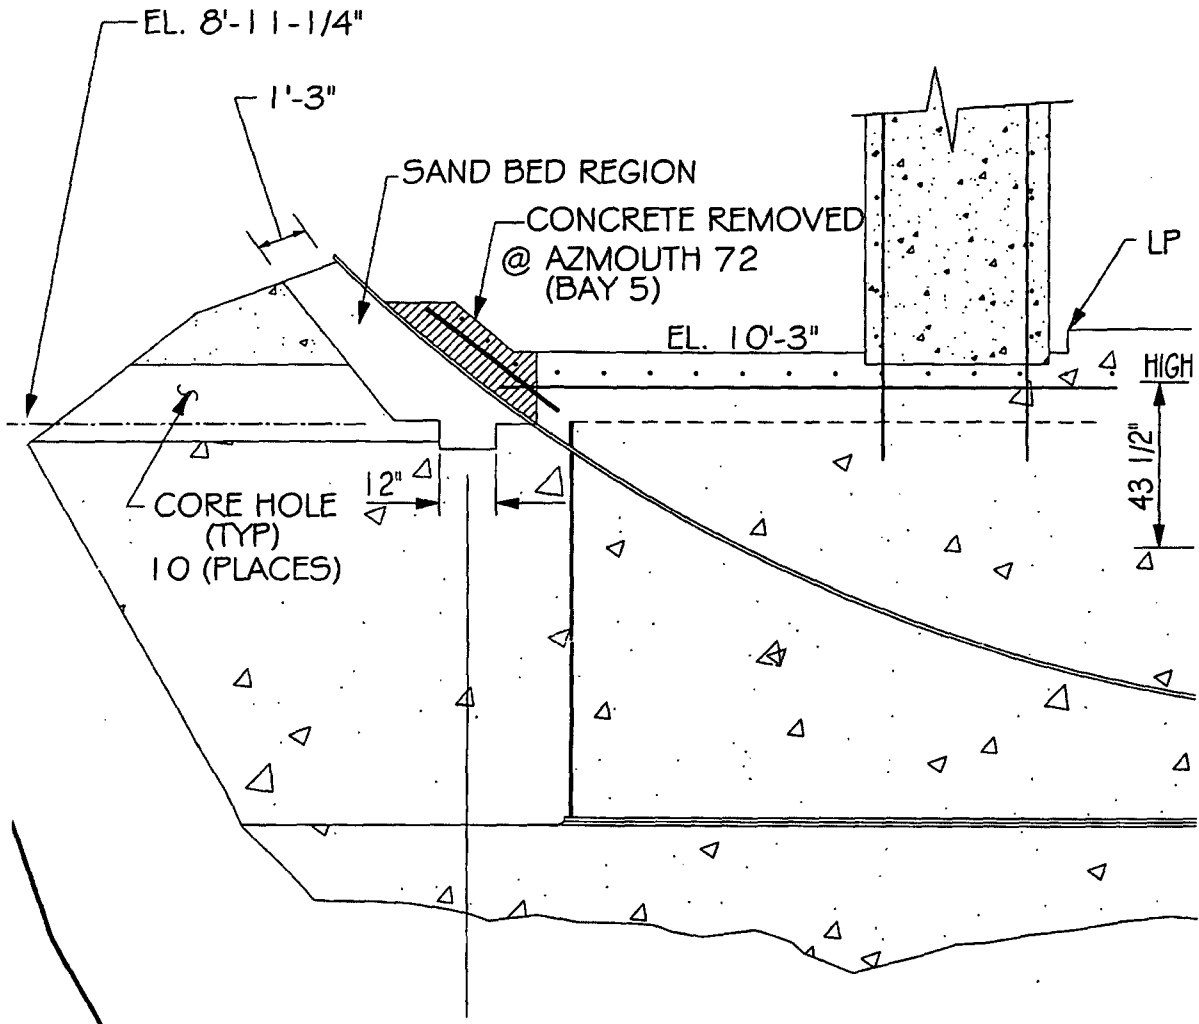 EL. 8'-11-1/4"
1'-3"
SAND BED REGION
CONCRETE REMOVED
@ AZMOUTH 72
(BAY 5)
LP
EL. 10'-3"
HIGH
43 1/2"
12"
CORE HOLE
(TYP)
10 (PLACES)